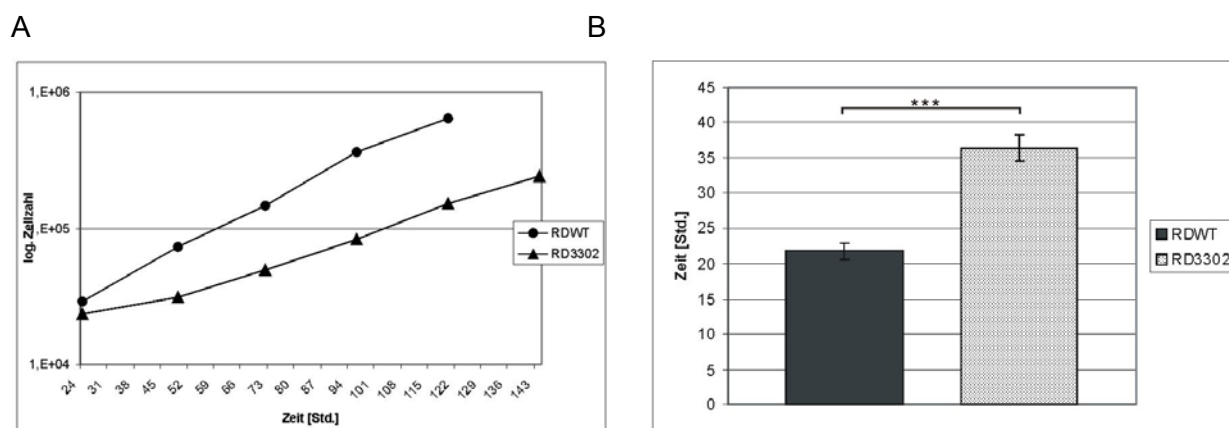 A
1,E+06
1,E+05
1,E+04
log. Zellzahl
24 31 38 45 52 59 66 73 80 87 94 101 108 115 122 129 136 143
Zeit [Std.]
RDWT
RD3302
B
45
40
35
30
25
20
15
10
5
0
Zeit [Std.]
***
RDWT
RD3302